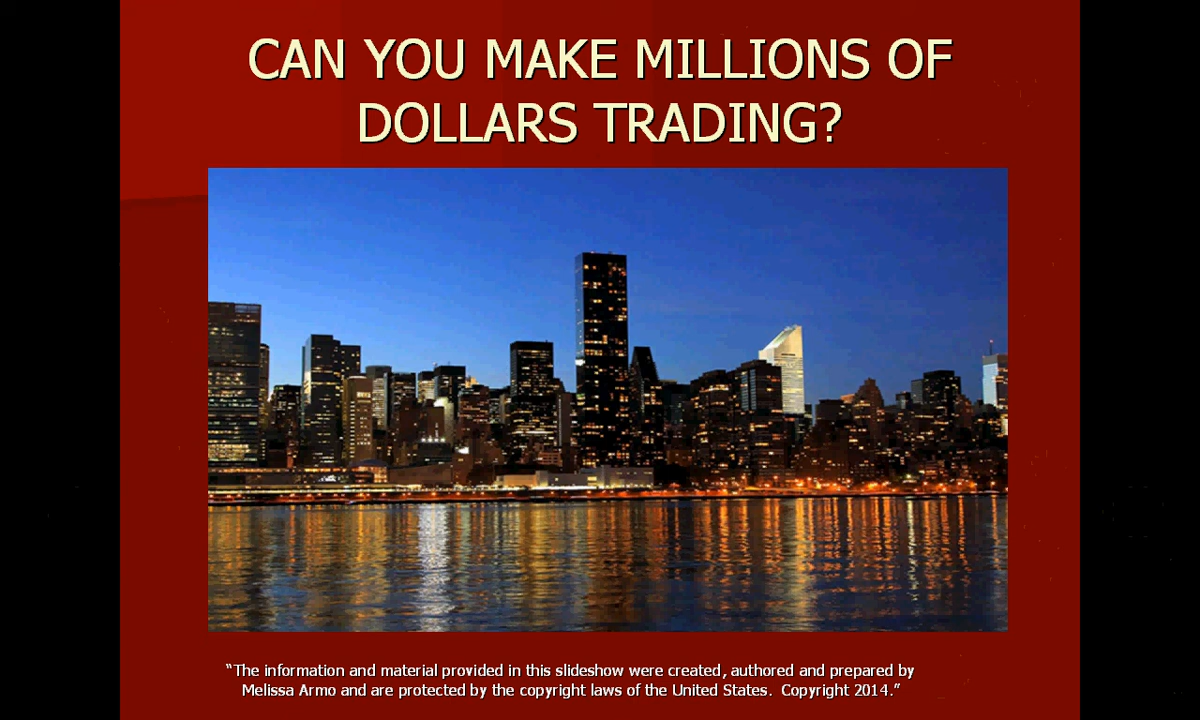 CAN YOU MAKE MILLIONS OF
DOLLARS TRADING?
“The information and material provided in this slideshow were created, authored and prepared by
Melissa Armo and are protected by the copyright laws of the United States.  Copyright 2014.”